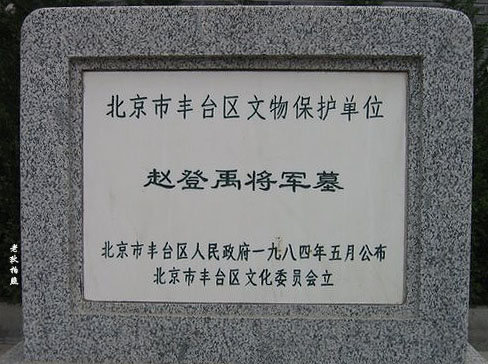 北京市丰台区文物保护单位
赵登禹将军墓
北京市丰台区人民政府一九八四年五月公布
北京市丰台区文化委员会立